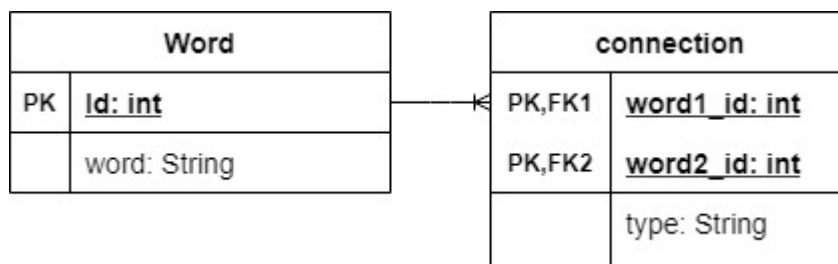 Word
PK Id: int
word: String
connection
PK,FK1 word1_id: int
PK,FK2 word2_id: int
type: String